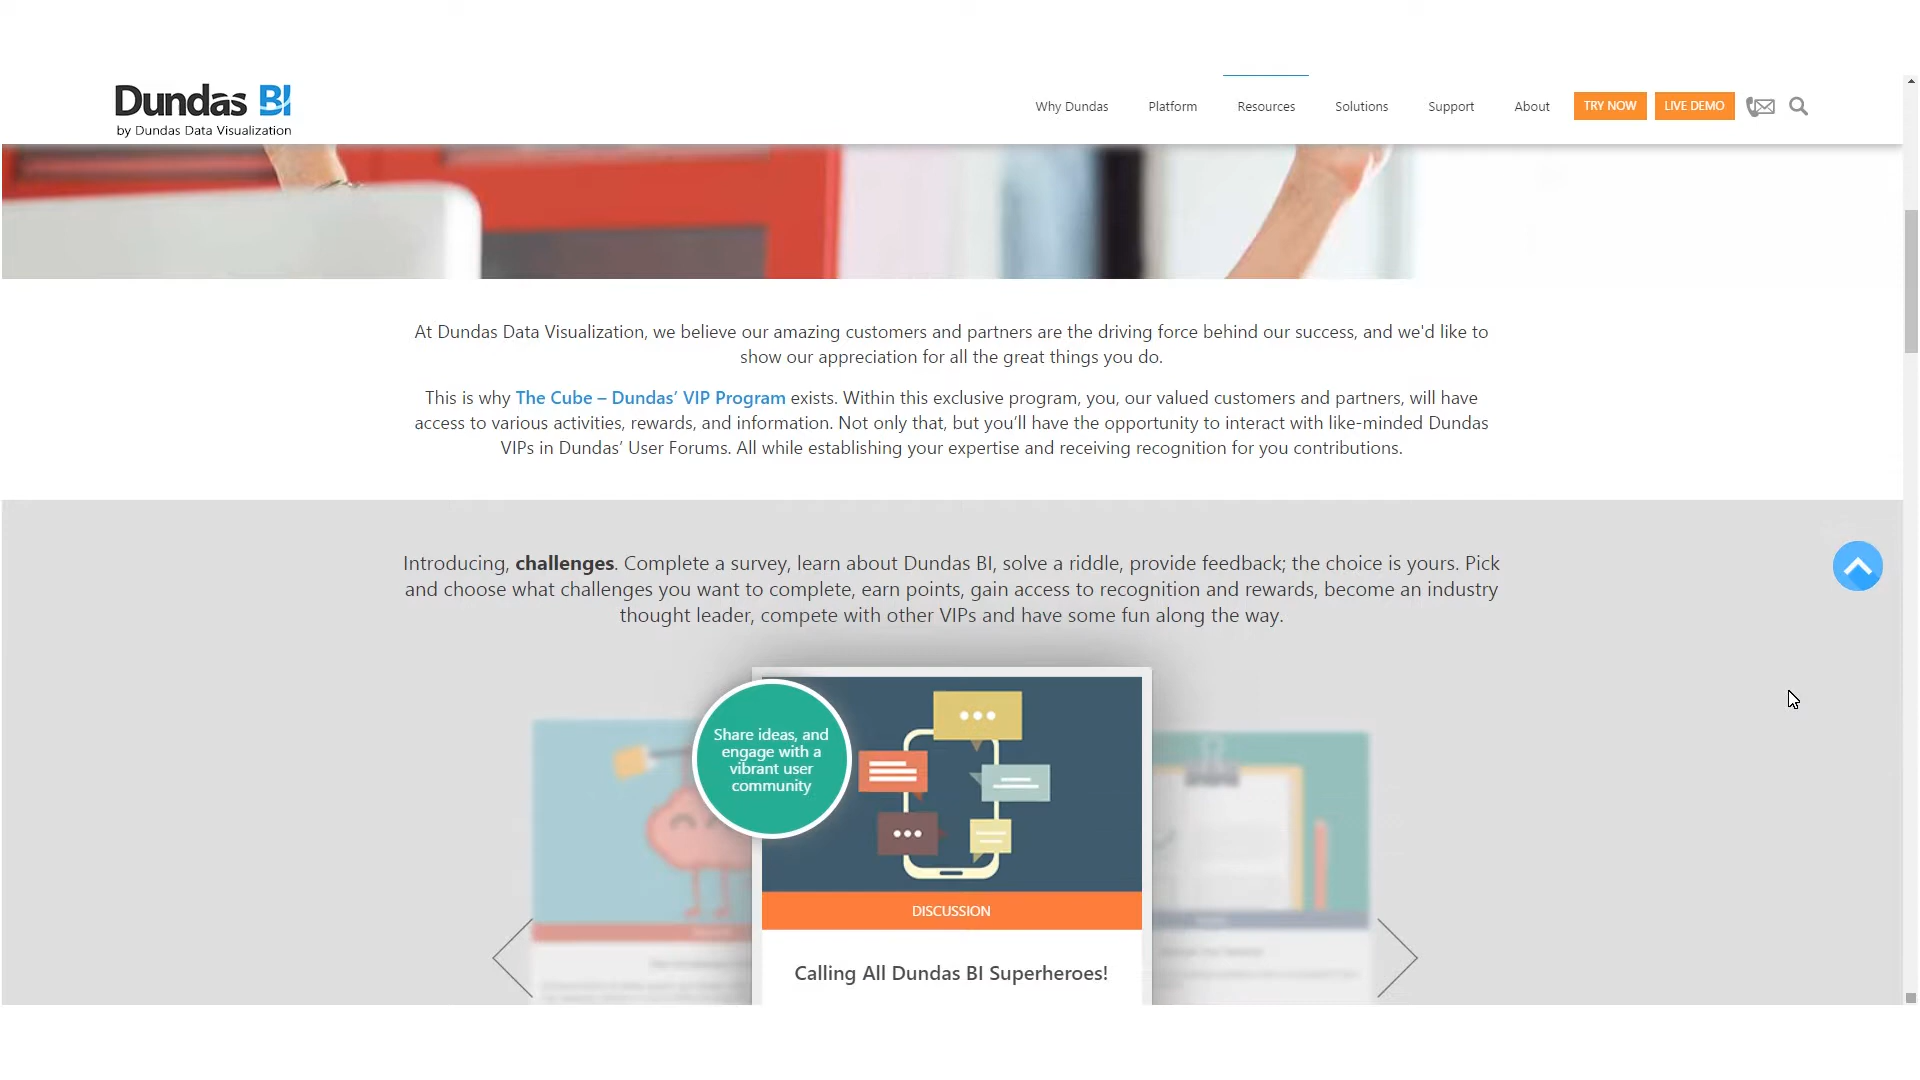 Dundas BI
by Dundas Data Visualization
Why Dundas
Platform
Resources
Solutions
Support
About
TRY NOW
LIVE DEMO
At Dundas Data Visualization, we believe our amazing customers and partners are the driving force behind our success, and we'd like to
show our appreciation for all the great things you do.
This is why The Cube – Dundas’ VIP Program exists. Within this exclusive program, you, our valued customers and partners, will have
access to various activities, rewards, and information. Not only that, but you’ll have the opportunity to interact with like-minded Dundas
VIPs in Dundas’ User Forums. All while establishing your expertise and receiving recognition for you contributions.
Introducing, challenges. Complete a survey, learn about Dundas BI, solve a riddle, provide feedback; the choice is yours. Pick
and choose what challenges you want to complete, earn points, gain access to recognition and rewards, become an industry
thought leader, compete with other VIPs and have some fun along the way.
Share ideas, and
engage with a
vibrant user
community
DISCUSSION
Calling All Dundas BI Superheroes!